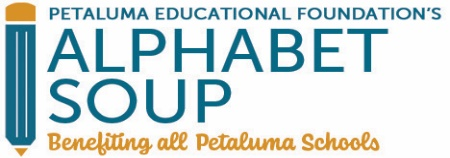 PETALUMA EDUCATIONAL FOUNDATION'S
ALPHABET
SOUP
Benefiting all Petaluma Schools